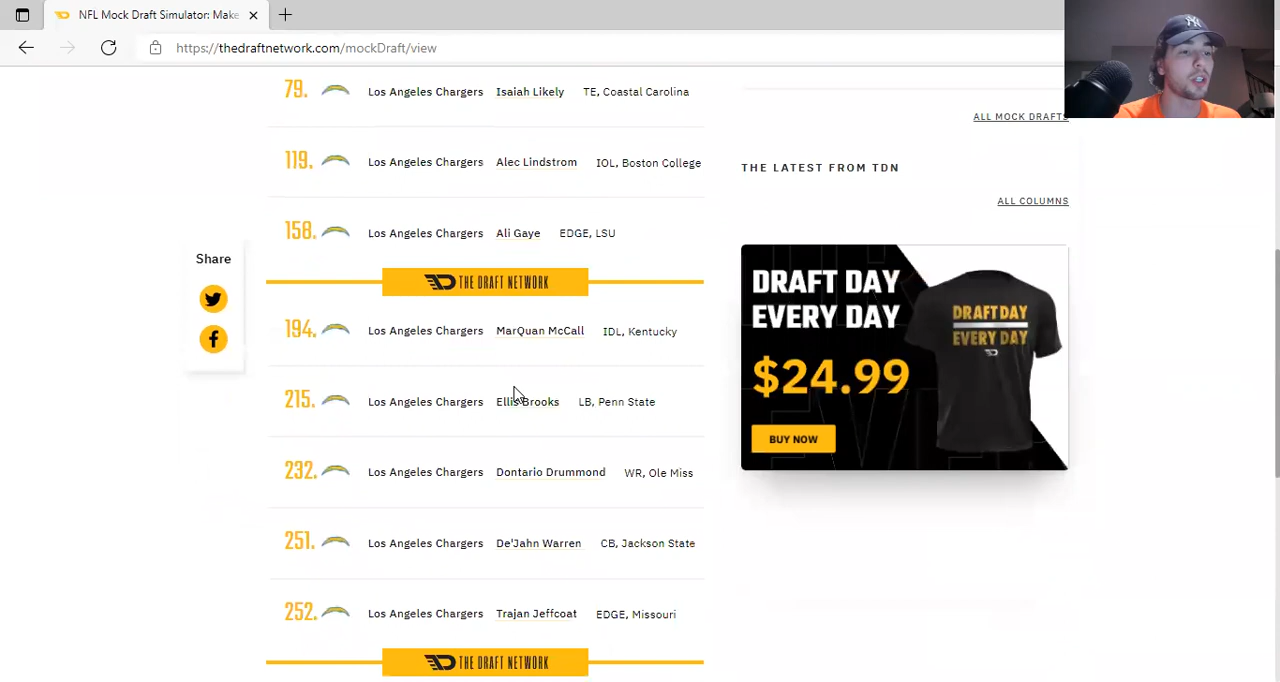 NFL Mock Draft Simulator: Make
https://thedraftnetwork.com/mockDraft/view
79. Los Angeles Chargers Isaiah Likely TE, Coastal Carolina
119. Los Angeles Chargers Alec Lindstrom IOL, Boston College
158. Los Angeles Chargers Ali Gaye EDGE, LSU
THE DRAFT NETWORK
194. Los Angeles Chargers MarQuan McCall IDL, Kentucky
215. Los Angeles Chargers Ellis Brooks LB, Penn State
232. Los Angeles Chargers Dontario Drummond WR, Ole Miss
251. Los Angeles Chargers De'Jahn Warren CB, Jackson State
252. Los Angeles Chargers Trajan Jeffcoat EDGE, Missouri
THE DRAFT NETWORK
Share
ALL MOCK DRAFTS
THE LATEST FROM TDN
ALL COLUMNS
DRAFT DAY
EVERY DAY
$24.99
BUY NOW
DRAFT DAY
EVERY DAY